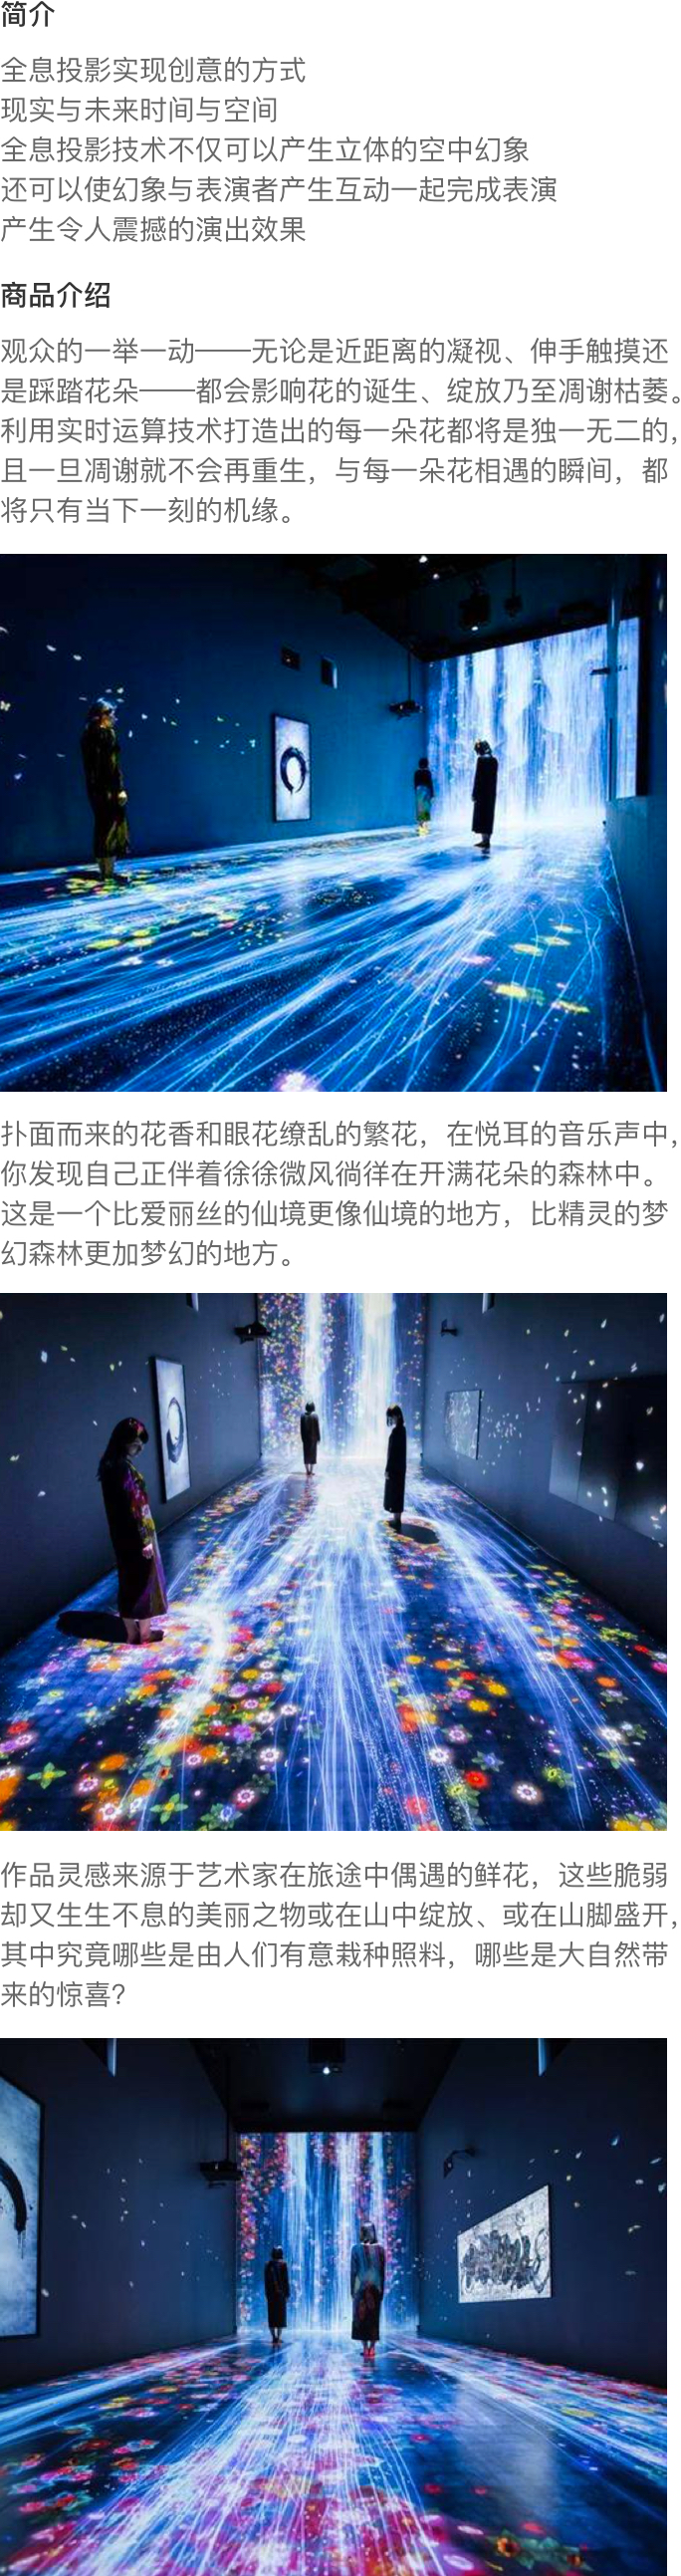 简介
全息投影实现创意的方式
现实与未来时间与空间
全息投影技术不仅可以产生立体的空中幻象
还可以使幻象与表演者产生互动一起完成表演
产生令人震撼的演出效果
商品介绍
观众的一举一动——无论是近距离的凝视、伸手触摸还
是踩踏花朵——都会影响花的诞生、绽放乃至凋谢枯萎。
利用实时运算技术打造出的每一朵花都将是独一无二的，
且一旦凋谢就不会再重生，与每一朵花相遇的瞬间，都
将只有当下一刻的机缘。
扑面而来的花香和眼花缭乱的繁花，在悦耳的音乐声中，
你发现自己正伴着徐徐微风徜徉在开满花朵的森林中。
这是一个比爱丽丝的仙境更像仙境的地方，比精灵的梦
幻森林更加梦幻的地方。
作品灵感来源于艺术家在旅途中偶遇的鲜花，这些脆弱
却又生生不息的美丽之物或在山中绽放、或在山脚盛开，
其中究竟哪些是由人们有意栽种照料，哪些是大自然带
来的惊喜？